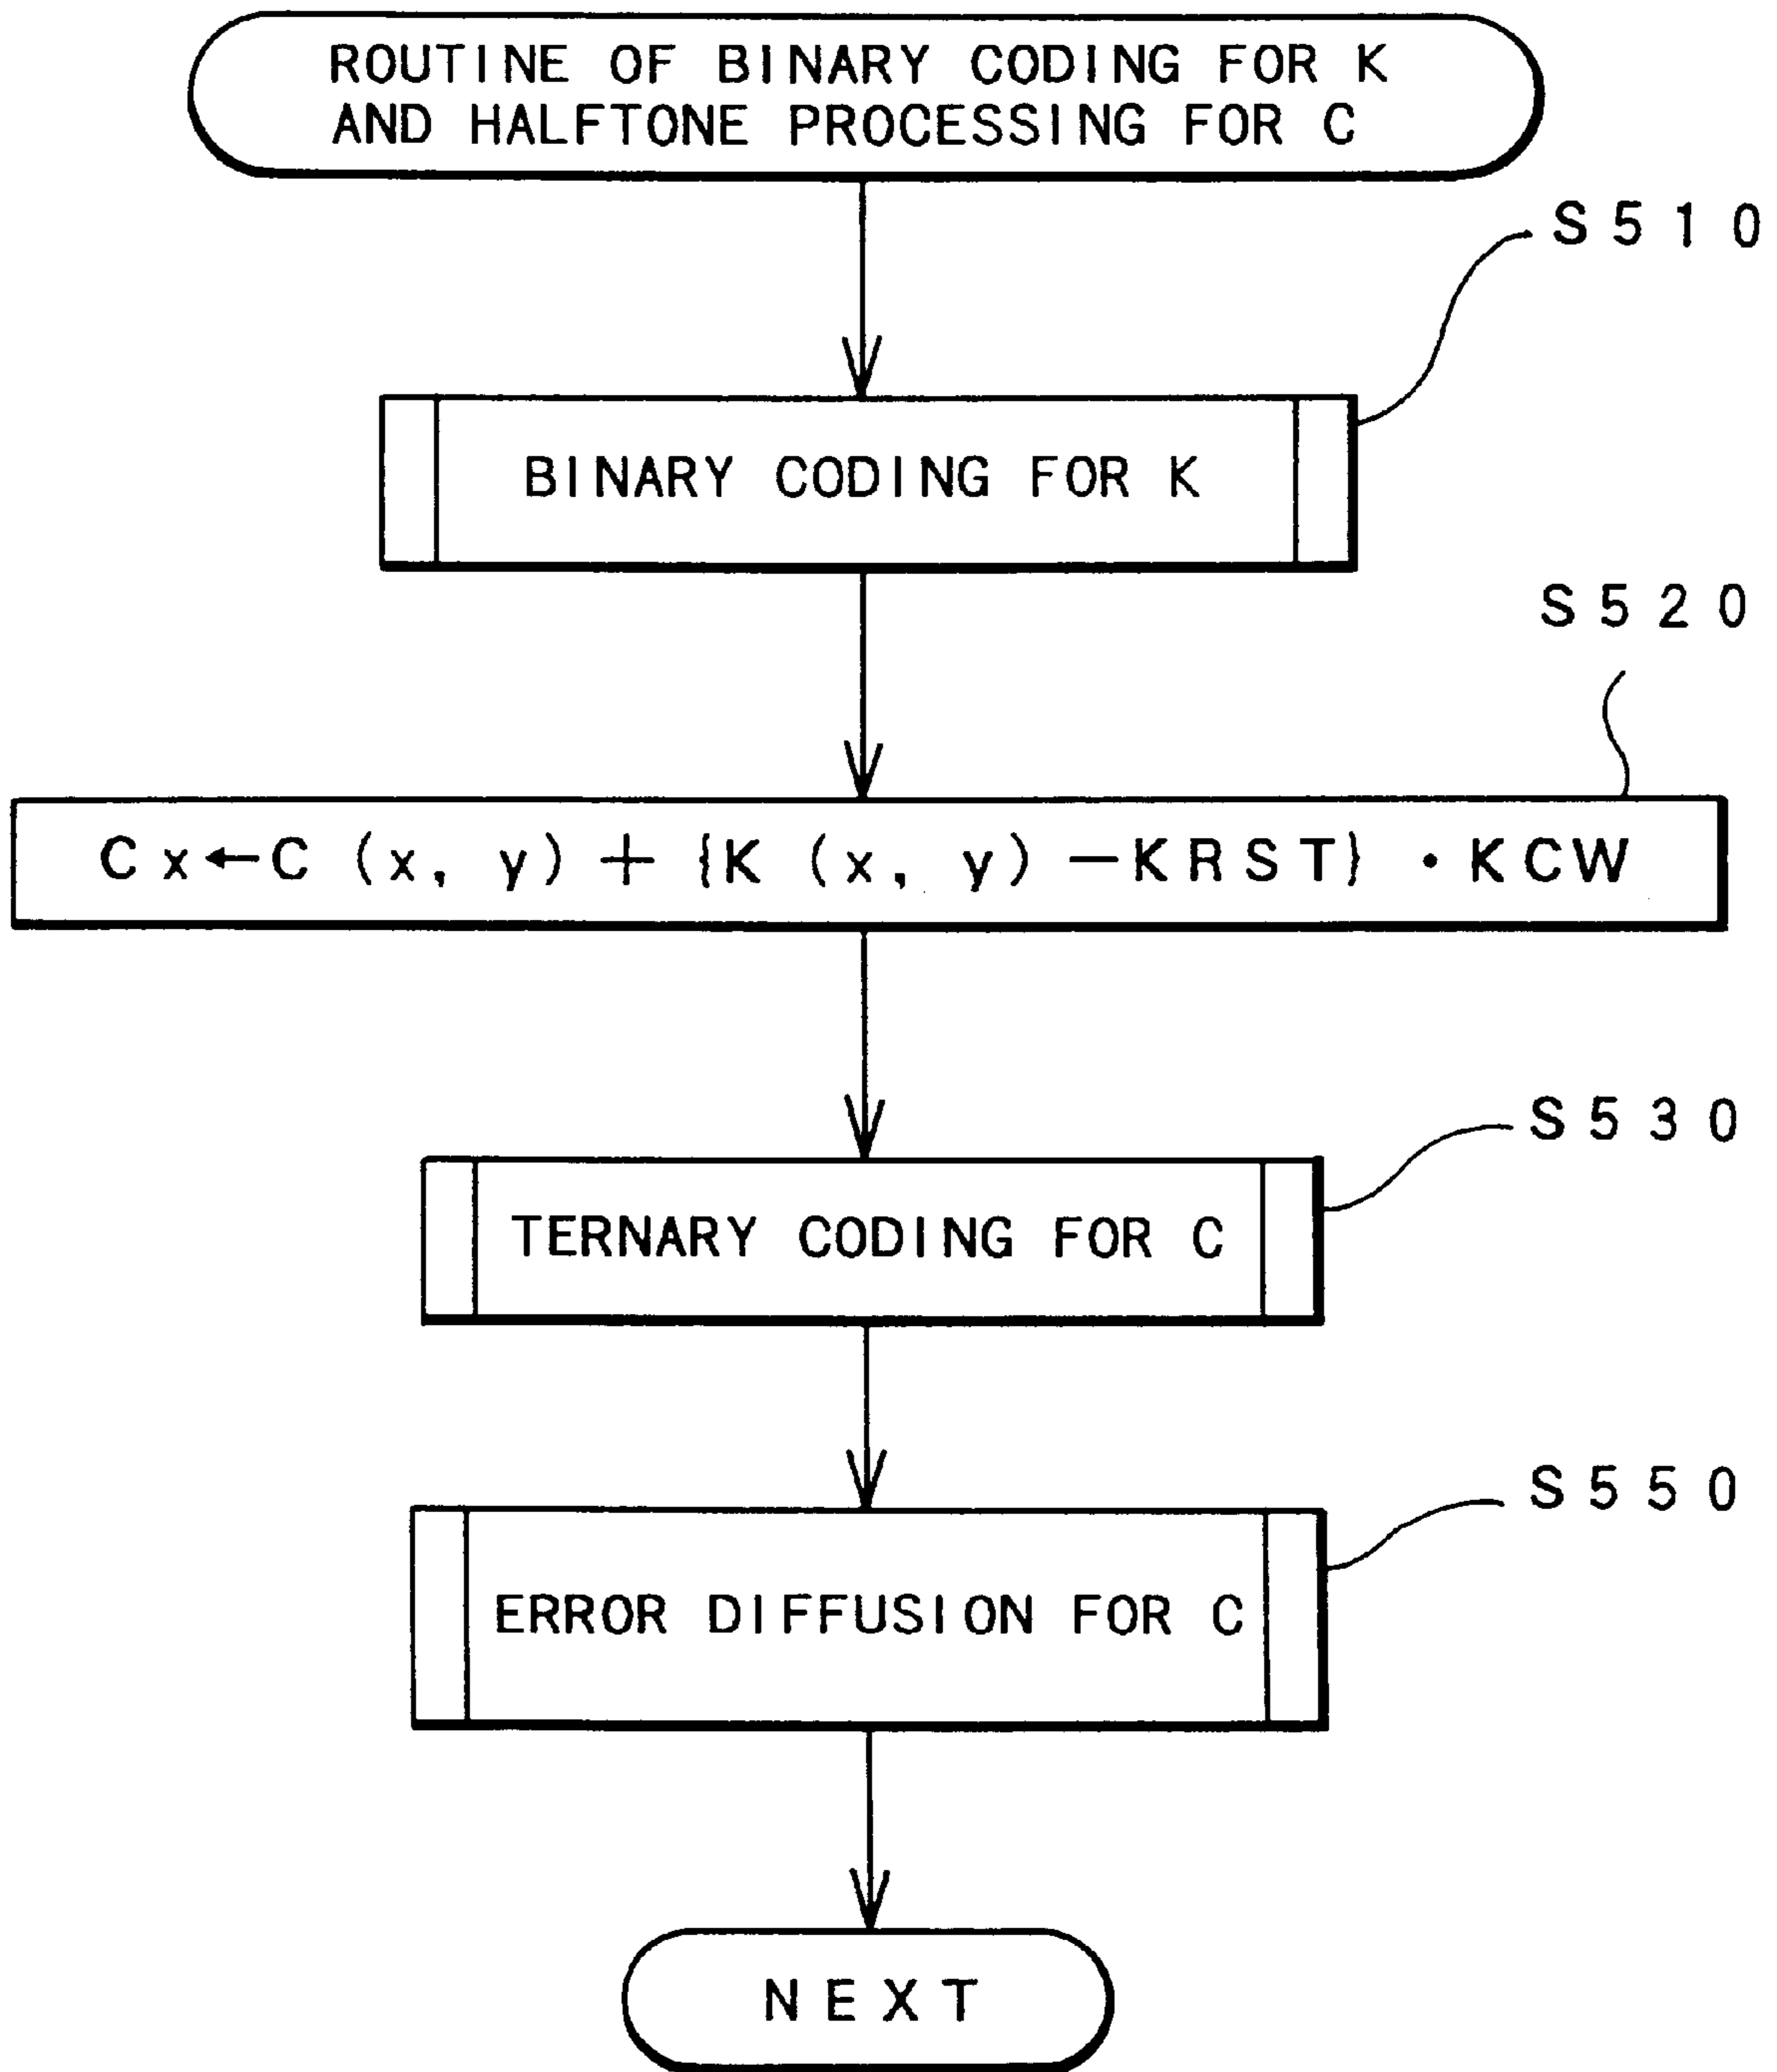 ROUTINE OF BINARY CODING FOR K
AND HALFTONE PROCESSING FOR C
S510
BINARY CODING FOR K
S520
Cx←C (x, y) + {K (x, y) −KRST} • KCW
S530
TERNARY CODING FOR C
S550
ERROR DIFFUSION FOR C
NEXT